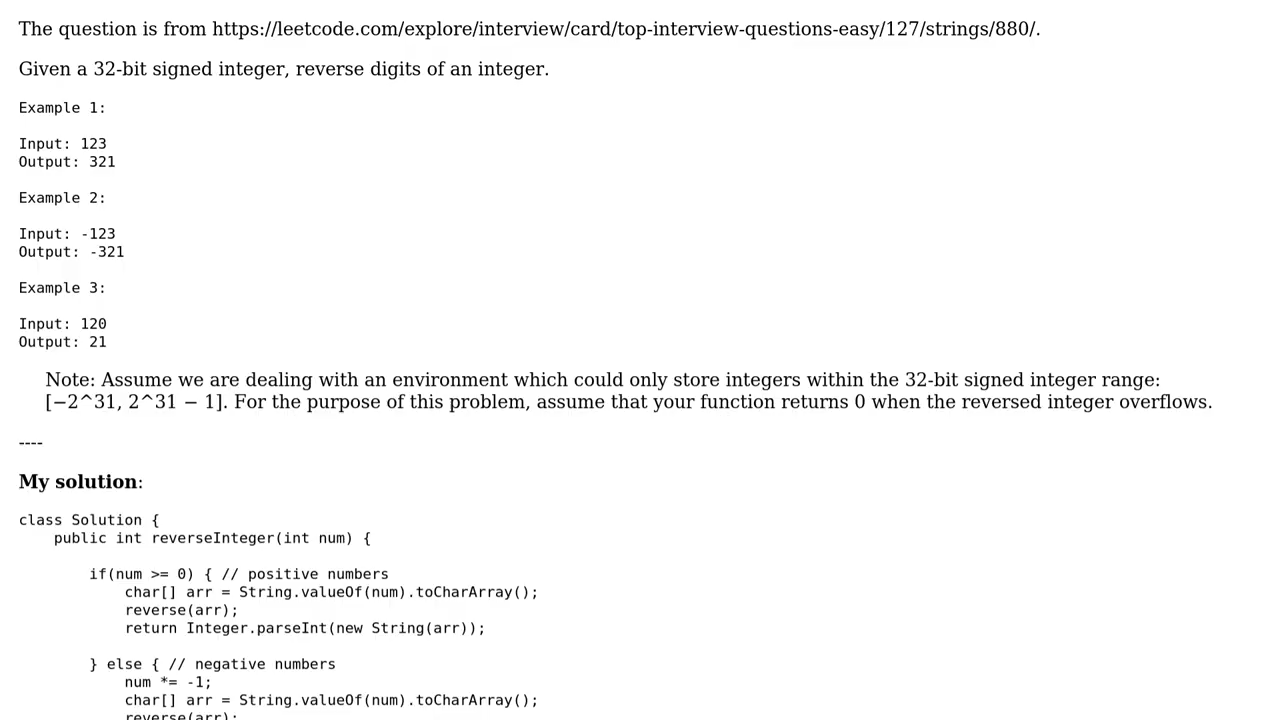 The question is from https://leetcode.com/explore/interview/card/top-interview-questions-easy/127/strings/880/.
Given a 32-bit signed integer, reverse digits of an integer.
Example 1:
Input: 123
Output: 321
Example 2:
Input: -123
Output: -321
Example 3:
Input: 120
Output: 21
Note: Assume we are dealing with an environment which could only store integers within the 32-bit signed integer range:
[−2^31, 2^31 − 1]. For the purpose of this problem, assume that your function returns 0 when the reversed integer overflows.
----
My solution:
class Solution {
    public int reverseInteger(int num) {
        if(num >= 0) { // positive numbers
            char[] arr = String.valueOf(num).toCharArray();
            reverse(arr);
            return Integer.parseInt(new String(arr));
        } else { // negative numbers
            num *= -1;
            char[] arr = String.valueOf(num).toCharArray();
            reverse(arr);